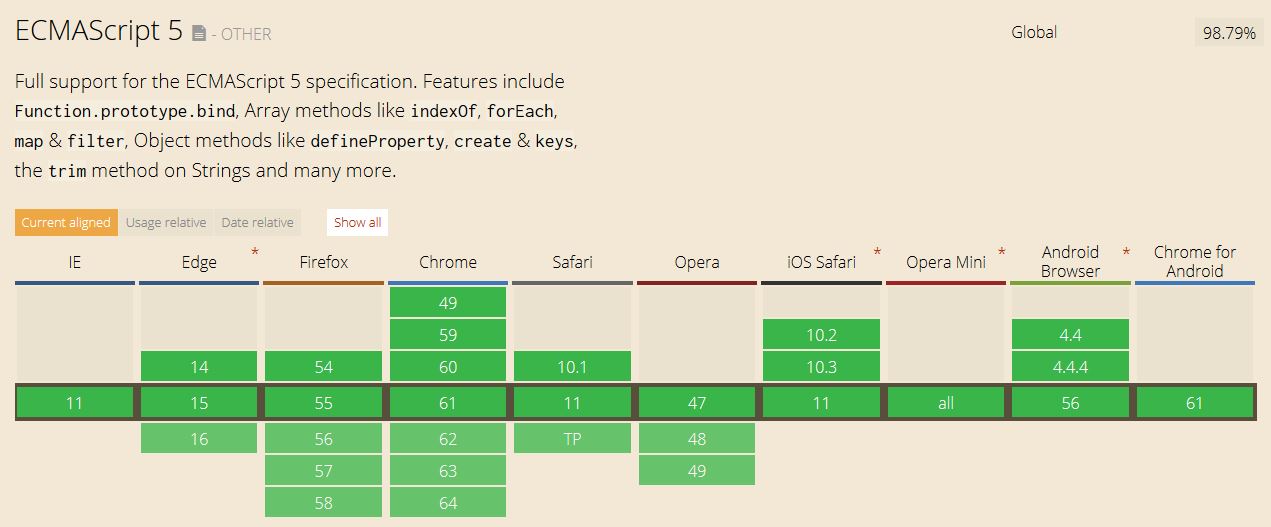 ECMAScript 5 - OTHER
Global 98.79%
Full support for the ECMAScript 5 specification. Features include
Function.prototype.bind, Array methods like indexOf, forEach,
map & filter, Object methods like defineProperty, create & keys,
the trim method on Strings and many more.
Current aligned Usage relative Date relative Show all
IE Edge * Firefox Chrome Safari Opera iOS Safari * Opera Mini * Android Browser * Chrome for Android
49
59 10.2 4.4
14 54 60 10.1 10.3 4.4.4
11 15 55 61 11 47 11 all 56 61
16 56 62 TP 48
57 63 49
58 64